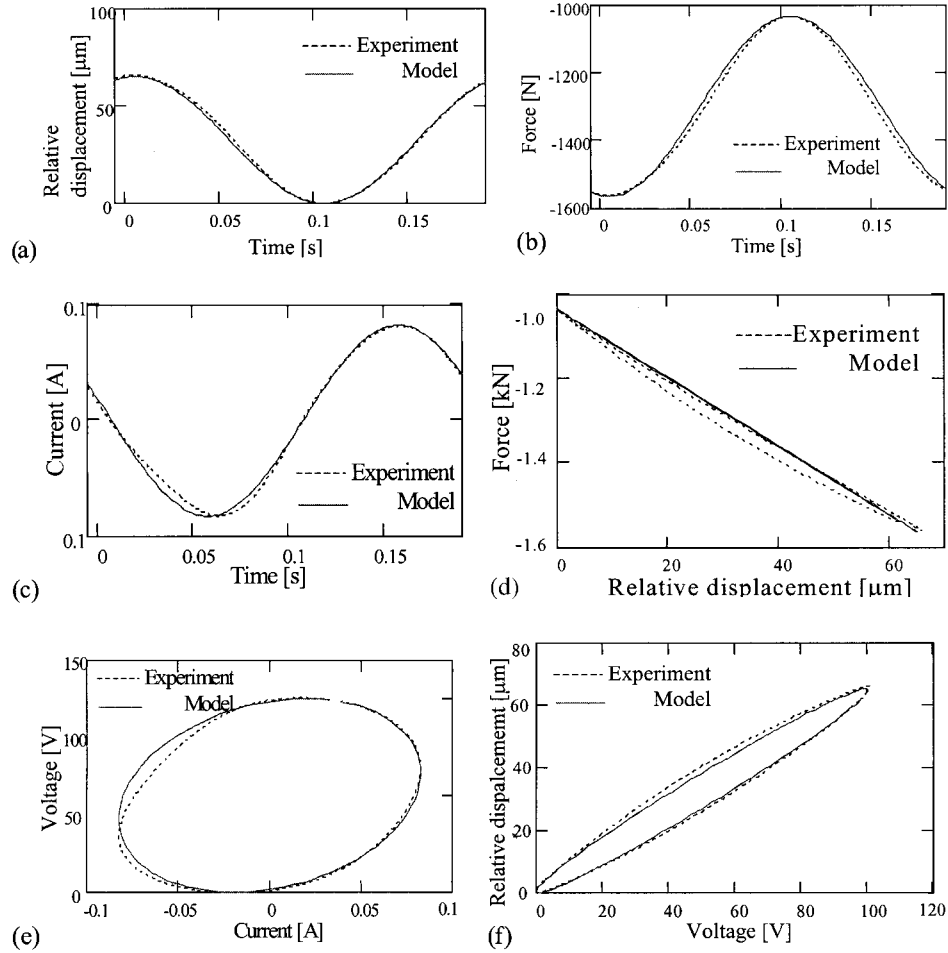 100
Relative
displacement [μm]
50
0
Experiment
Model
0
0.05
0.1
0.15
Time [s]
(a)
-1000
-1200
-1400
-1600
Force [N]
Experiment
Model
0
0.05
0.1
0.15
Time [s]
(b)
0.1
0
0.1
Current [A]
Experiment
Model
0
0.05
0.1
0.15
Time [s]
(c)
-1.0
-1.2
-1.4
-1.6
Force [kN]
Experiment
Model
0
20
40
60
Relative displacement [μm]
(d)
150
100
50
0
Voltage [V]
Experiment
Model
-0.1
-0.05
0
0.05
0.1
Current [A]
(e)
80
60
40
20
0
Relative dispalcememt [μm]
Experiment
Model
0
20
40
60
80
100
120
Voltage [V]
(f)